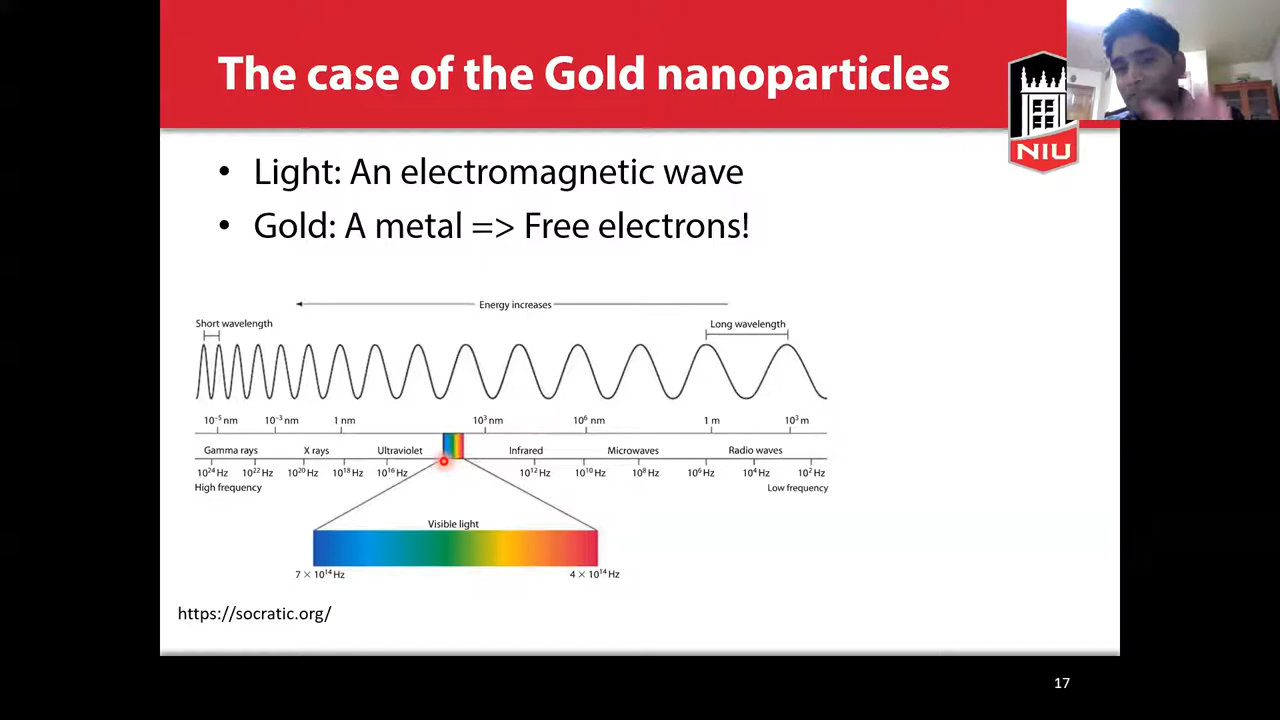 The case of the Gold nanoparticles
NIU
• Light: An electromagnetic wave
• Gold: A metal => Free electrons!
Energy increases
Short wavelength
Long wavelength
10⁻⁵ nm 10⁻³ nm 1 nm 10³ nm 10⁶ nm 1 m 10³ m
Gamma rays X rays Ultraviolet Infrared Microwaves Radio waves
10²⁴ Hz 10²² Hz 10²⁰ Hz 10¹⁸ Hz 10¹⁶ Hz 10¹² Hz 10¹⁰ Hz 10⁸ Hz 10⁶ Hz 10⁴ Hz 10² Hz
High frequency Low frequency
Visible light
7 × 10¹⁴ Hz 4 × 10¹⁴ Hz
https://socratic.org/
17